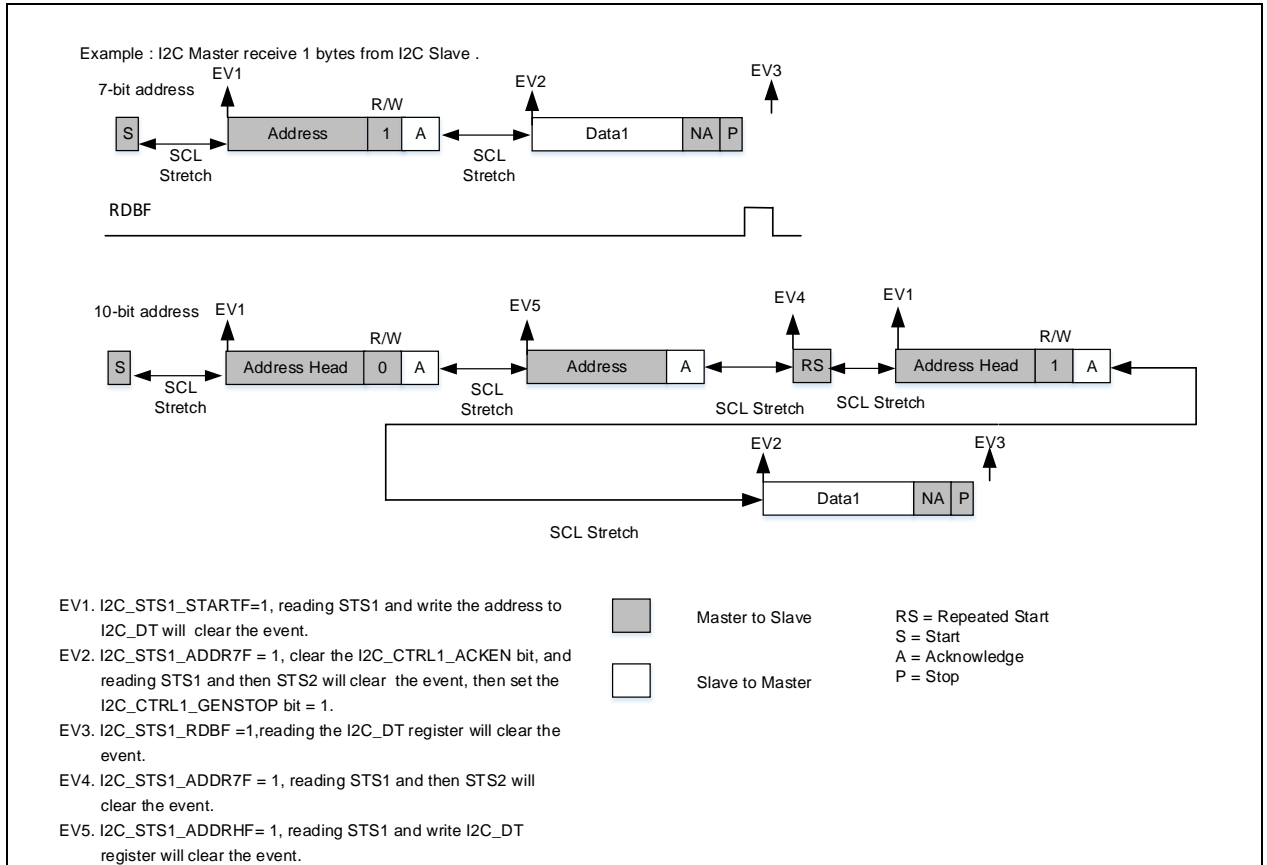 Example : I2C Master receive 1 bytes from I2C Slave .
EV1
EV2
EV3
7-bit address
R/W
S
Address
1
A
Data1
NA
P
SCL
Stretch
SCL
Stretch
RDBF
10-bit address
EV1
EV5
EV4
EV1
R/W
R/W
S
Address Head
0
A
Address
A
RS
Address Head
1
A
SCL
Stretch
SCL
Stretch
SCL Stretch
SCL Stretch
EV2
EV3
Data1
NA
P
SCL Stretch
EV1. I2C_STS1_STARTF=1, reading STS1 and write the address to
I2C_DT will clear the event.
EV2. I2C_STS1_ADDR7F = 1, clear the I2C_CTRL1_ACKEN bit, and
reading STS1 and then STS2 will clear the event, then set the
I2C_CTRL1_GENSTOP bit = 1.
EV3. I2C_STS1_RDBF =1,reading the I2C_DT register will clear the
event.
EV4. I2C_STS1_ADDR7F = 1, reading STS1 and then STS2 will
clear the event.
EV5. I2C_STS1_ADDRHF= 1, reading STS1 and write I2C_DT
register will clear the event.
Master to Slave
Slave to Master
RS = Repeated Start
S = Start
A = Acknowledge
P = Stop